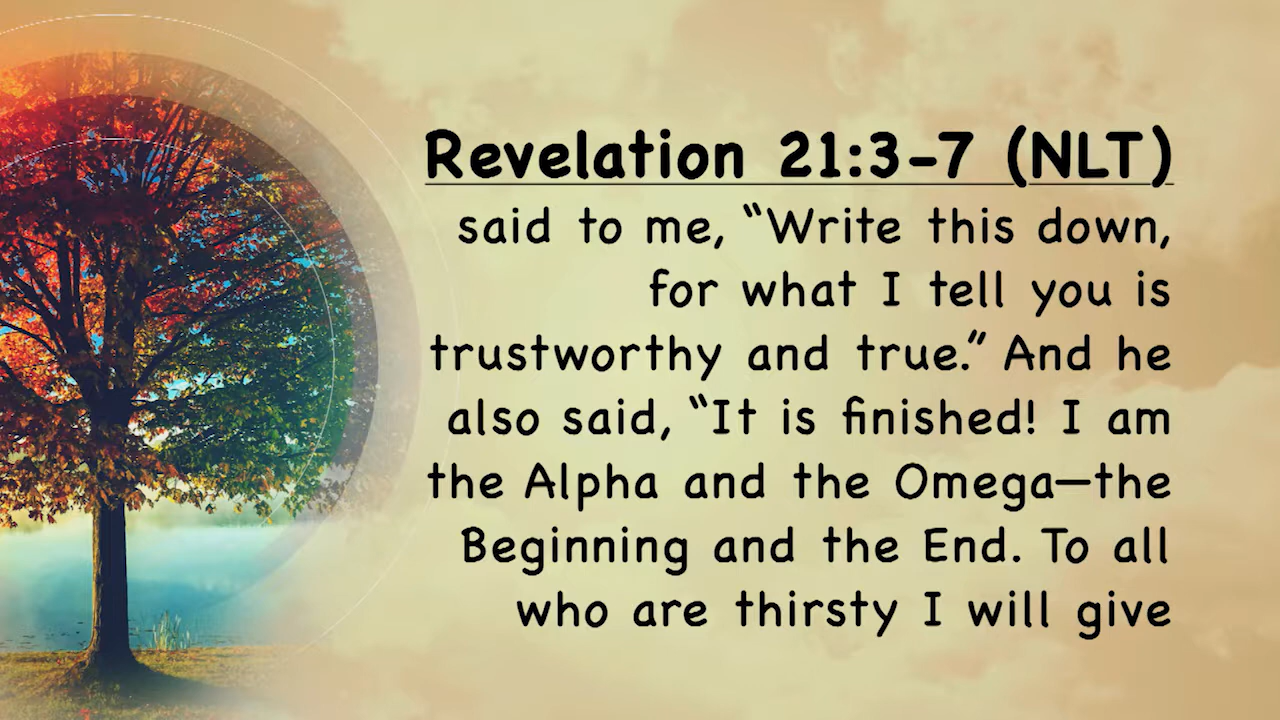 Revelation 21:3-7 (NLT)
said to me, “Write this down,
for what I tell you is
trustworthy and true.” And he
also said, “It is finished! I am
the Alpha and the Omega—the
Beginning and the End. To all
who are thirsty I will give